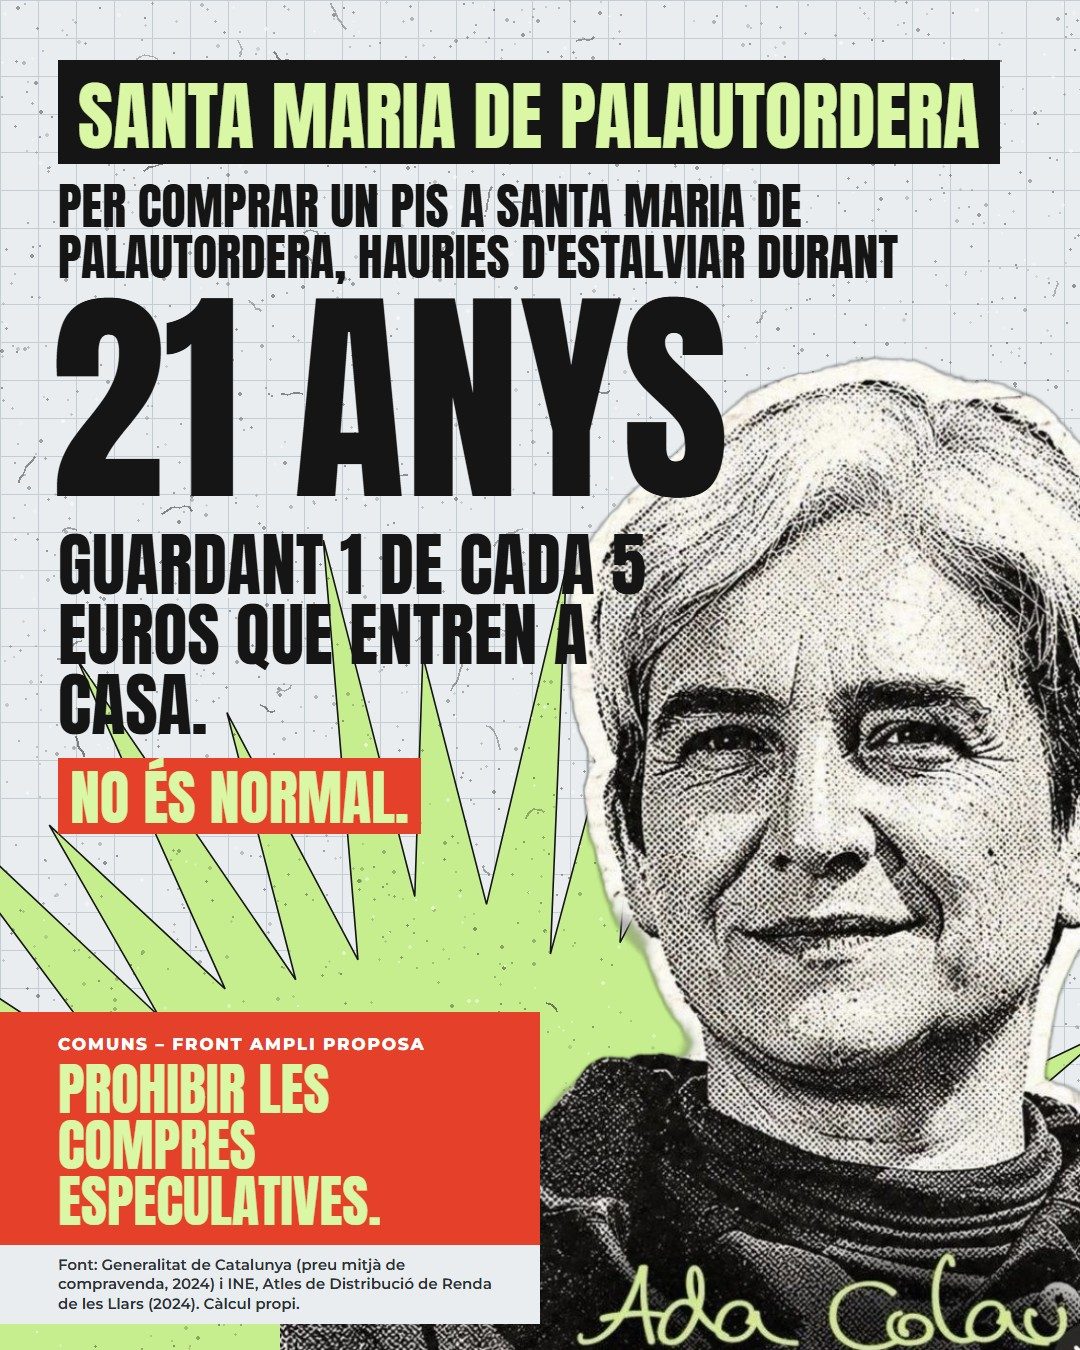 SANTA MARIA DE PALAUTORDERA
PER COMPRAR UN PIS A SANTA MARIA DE
PALAUTORDERA, HAURIES D'ESTALVIAR DURANT
21 ANYS
GUARDANT 1 DE CADA 5
EUROS QUE ENTREN A
CASA.
NO ÉS NORMAL.
COMUNS – FRONT AMPLI PROPOSA
PROHIBIR LES
COMPRES
ESPECULATIVES.
Font: Generalitat de Catalunya (preu mitjà de
compravenda, 2024) i INE, Atles de Distribució de Renda
de les Llars (2024). Càlcul propi.
Ada Colau